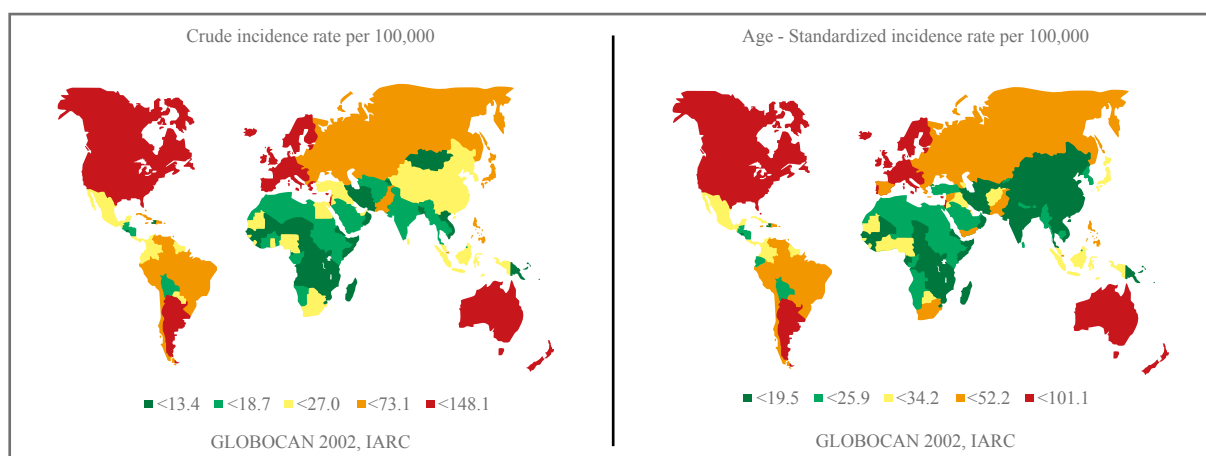 Crude incidence rate per 100,000
<13.4 <18.7 <27.0 <73.1 <148.1
GLOBOCAN 2002, IARC
Age - Standardized incidence rate per 100,000
<19.5 <25.9 <34.2 <52.2 <101.1
GLOBOCAN 2002, IARC